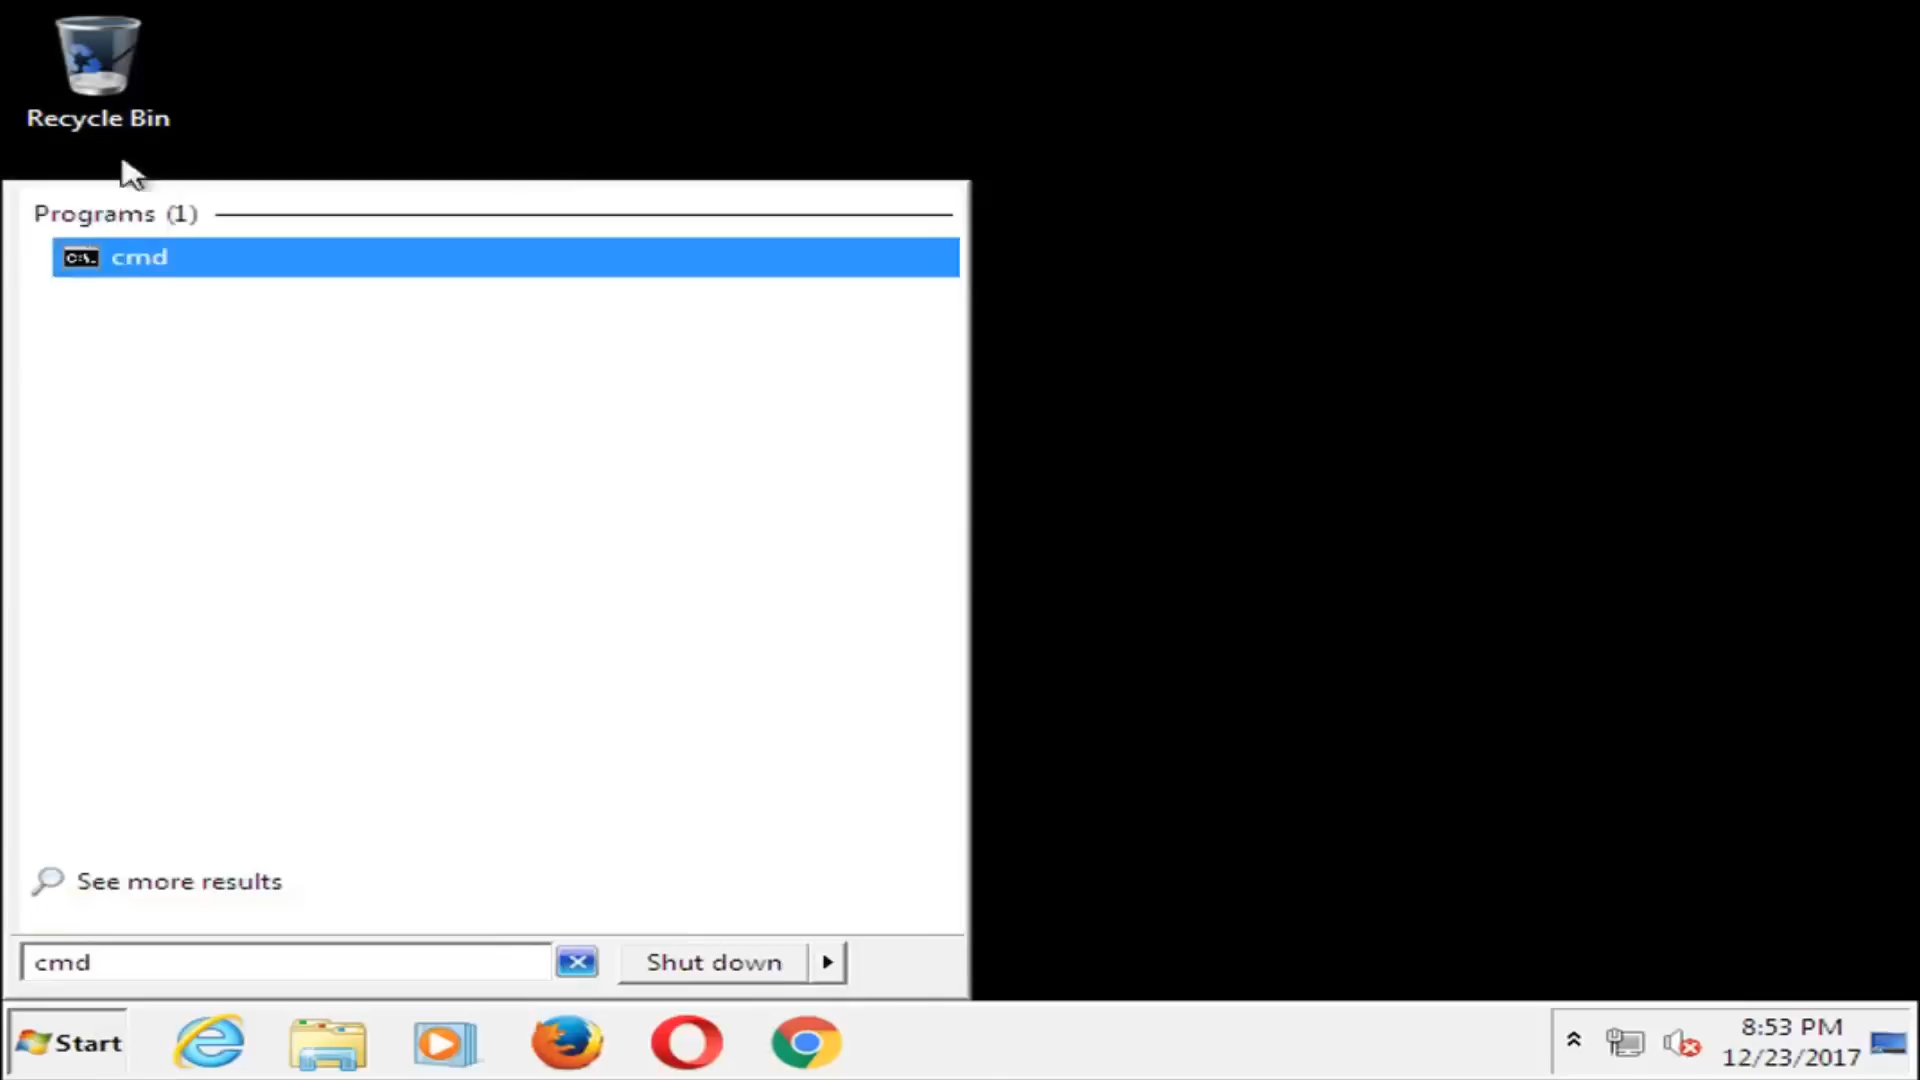 Recycle Bin
Programs (1)
C:\.
cmd
See more results
cmd
Shut down
Start
8:53 PM
12/23/2017